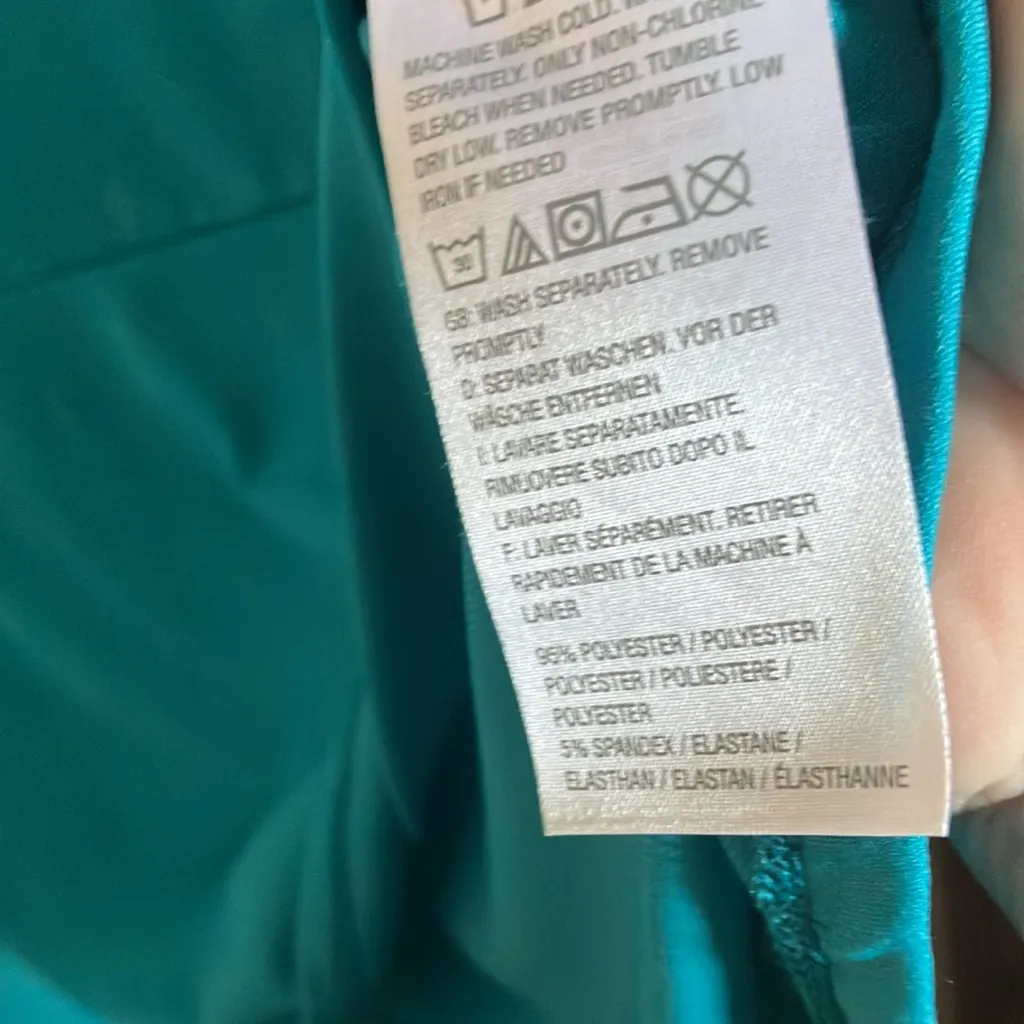 MACHINE WASH COLD.
SEPARATELY. ONLY NON-CHLORINE
BLEACH WHEN NEEDED. TUMBLE
DRY LOW. REMOVE PROMPTLY. LOW
IRON IF NEEDED
30
GB: WASH SEPARATELY. REMOVE
PROMPTLY
D: SEPARAT WASCHEN. VOR DER
WÄSCHE ENTFERNEN
I: LAVARE SEPARATAMENTE.
RIMUOVERE SUBITO DOPO IL
LAVAGGIO
F: LAVER SÉPARÉMENT. RETIRER
RAPIDEMENT DE LA MACHINE À
LAVER
95% POLYESTER / POLYESTER /
POLYESTER / POLIESTERE /
POLYESTER
5% SPANDEX / ELASTANE /
ELASTHAN / ELASTAN / ÉLASTHANNE